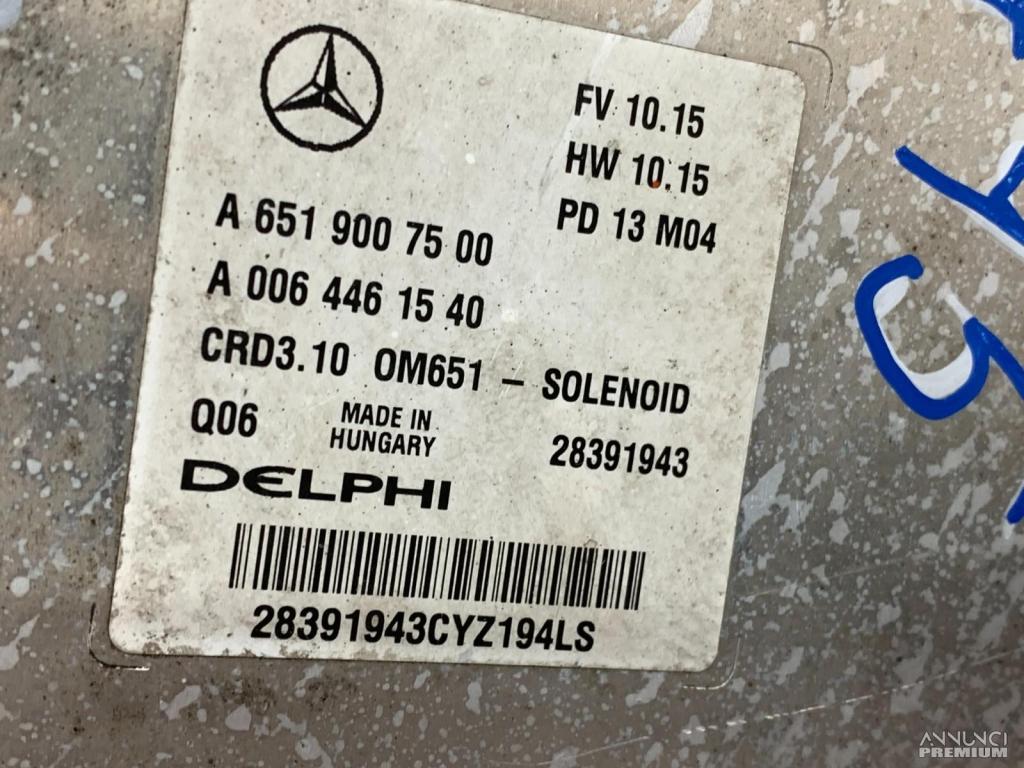 FV 10.15
HW 10.15
PD 13 M04
A 651 900 75 00
A 006 446 15 40
CRD3.10 OM651 – SOLENOID
Q06
MADE IN
HUNGARY
28391943
DELPHI
28391943CYZ194LS
ANNUNCI
PREMIUM